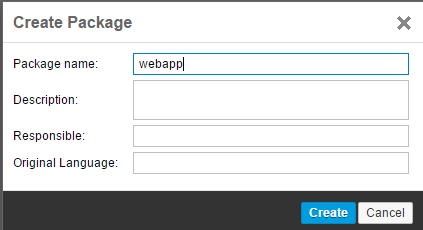 Create Package
Package name: webapp
Description:
Responsible:
Original Language:
Create Cancel